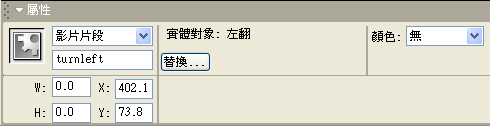 屬性
影片片段 實體對象: 左翻 顏色: 無
turnleft 替換...
W: 0.0 X: 402.1
H: 0.0 Y: 73.8